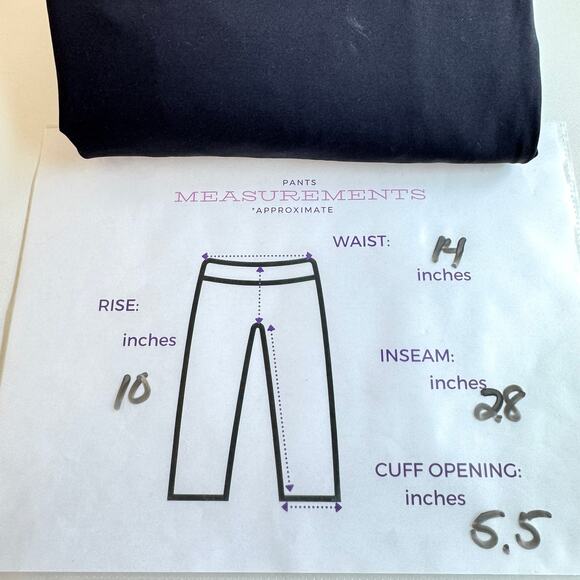 PANTS
MEASUREMENTS
*APPROXIMATE
WAIST: 14
inches
RISE:
inches
10
INSEAM:
inches
28
CUFF OPENING:
inches
5.5